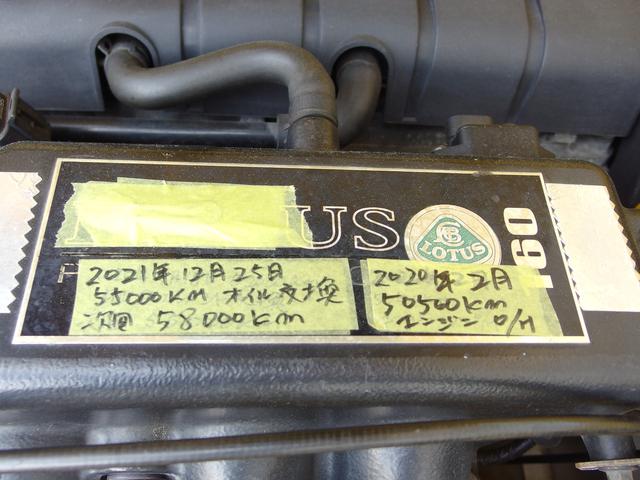 US
LOTUS
160
2021年12月25日
55000KM オイル交換
次回 58000km
2020年2月
50500km
エンジン O/H